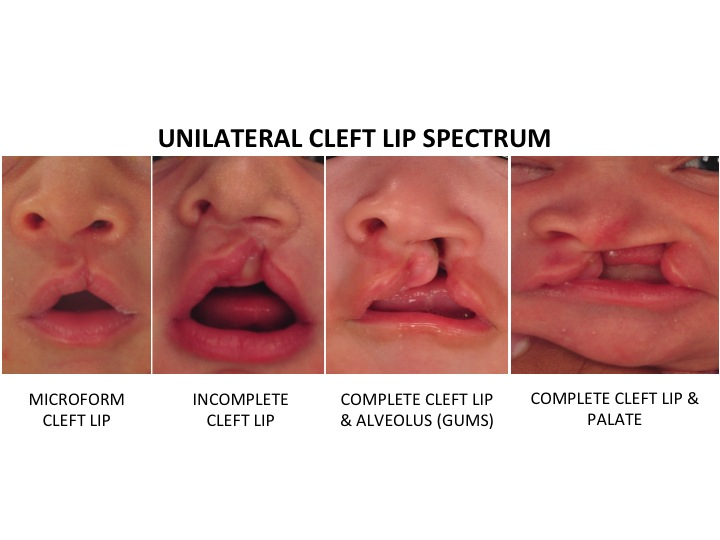 UNILATERAL CLEFT LIP SPECTRUM
MICROFORM
CLEFT LIP
INCOMPLETE
CLEFT LIP
COMPLETE CLEFT LIP
& ALVEOLUS (GUMS)
COMPLETE CLEFT LIP &
PALATE